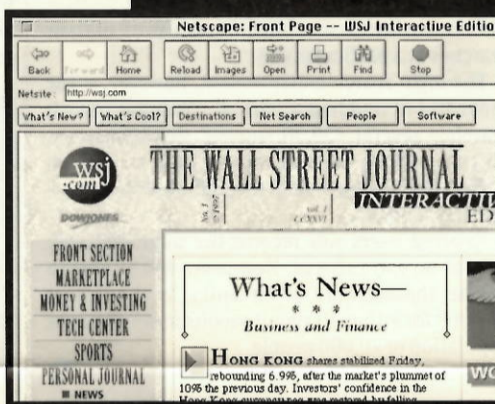 Netscape: Front Page -- WSJ Interactive Editio
Back Forward Home Reload Images Open Print Find Stop
Netsite: http://wsj.com
What's New? What's Cool? Destinations Net Search People Software
wsj
.com
DOWJONES
THE WALL STREET JOURNAL
INTERACTIV
ED
FRONT SECTION
MARKETPLACE
MONEY & INVESTING
TECH CENTER
SPORTS
PERSONAL JOURNAL
NEWS
What's News—
* * *
Business and Finance
HONG KONG shares stabilized Friday,
rebounding 6.9%, after the market's plummet of
10% the previous day. Investors' confidence in the
WO